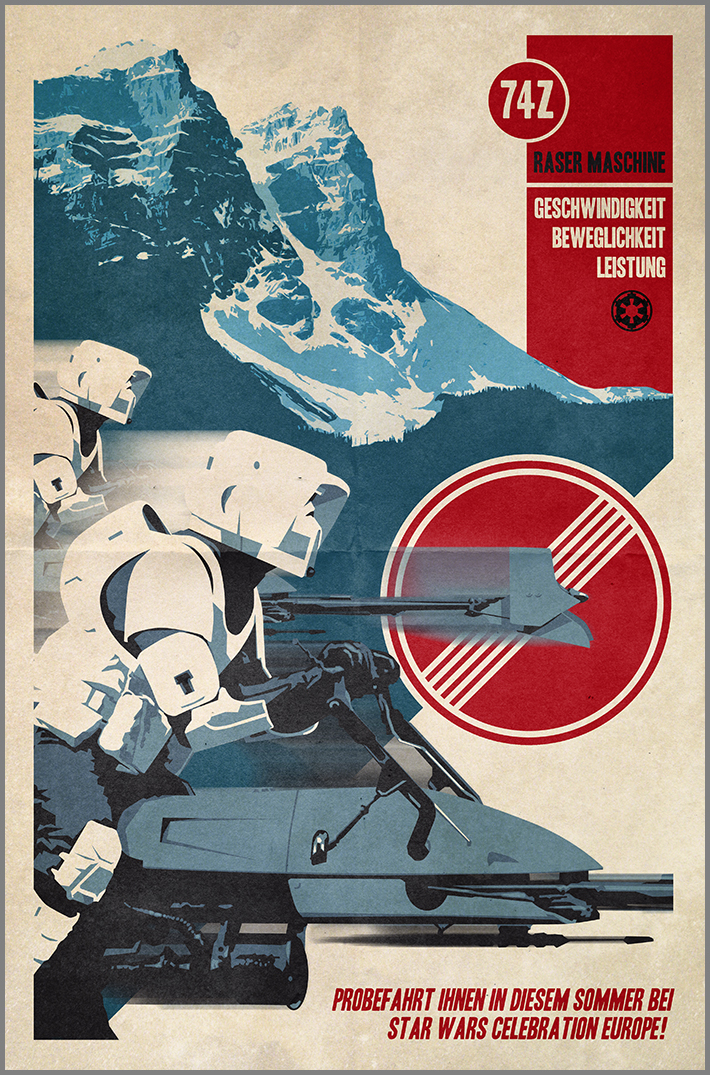 74Z
RASER MASCHINE
GESCHWINDIGKEIT
BEWEGLICHKEIT
LEISTUNG
PROBEFAHRT IHNEN IN DIESEM SOMMER BEI
STAR WARS CELEBRATION EUROPE!